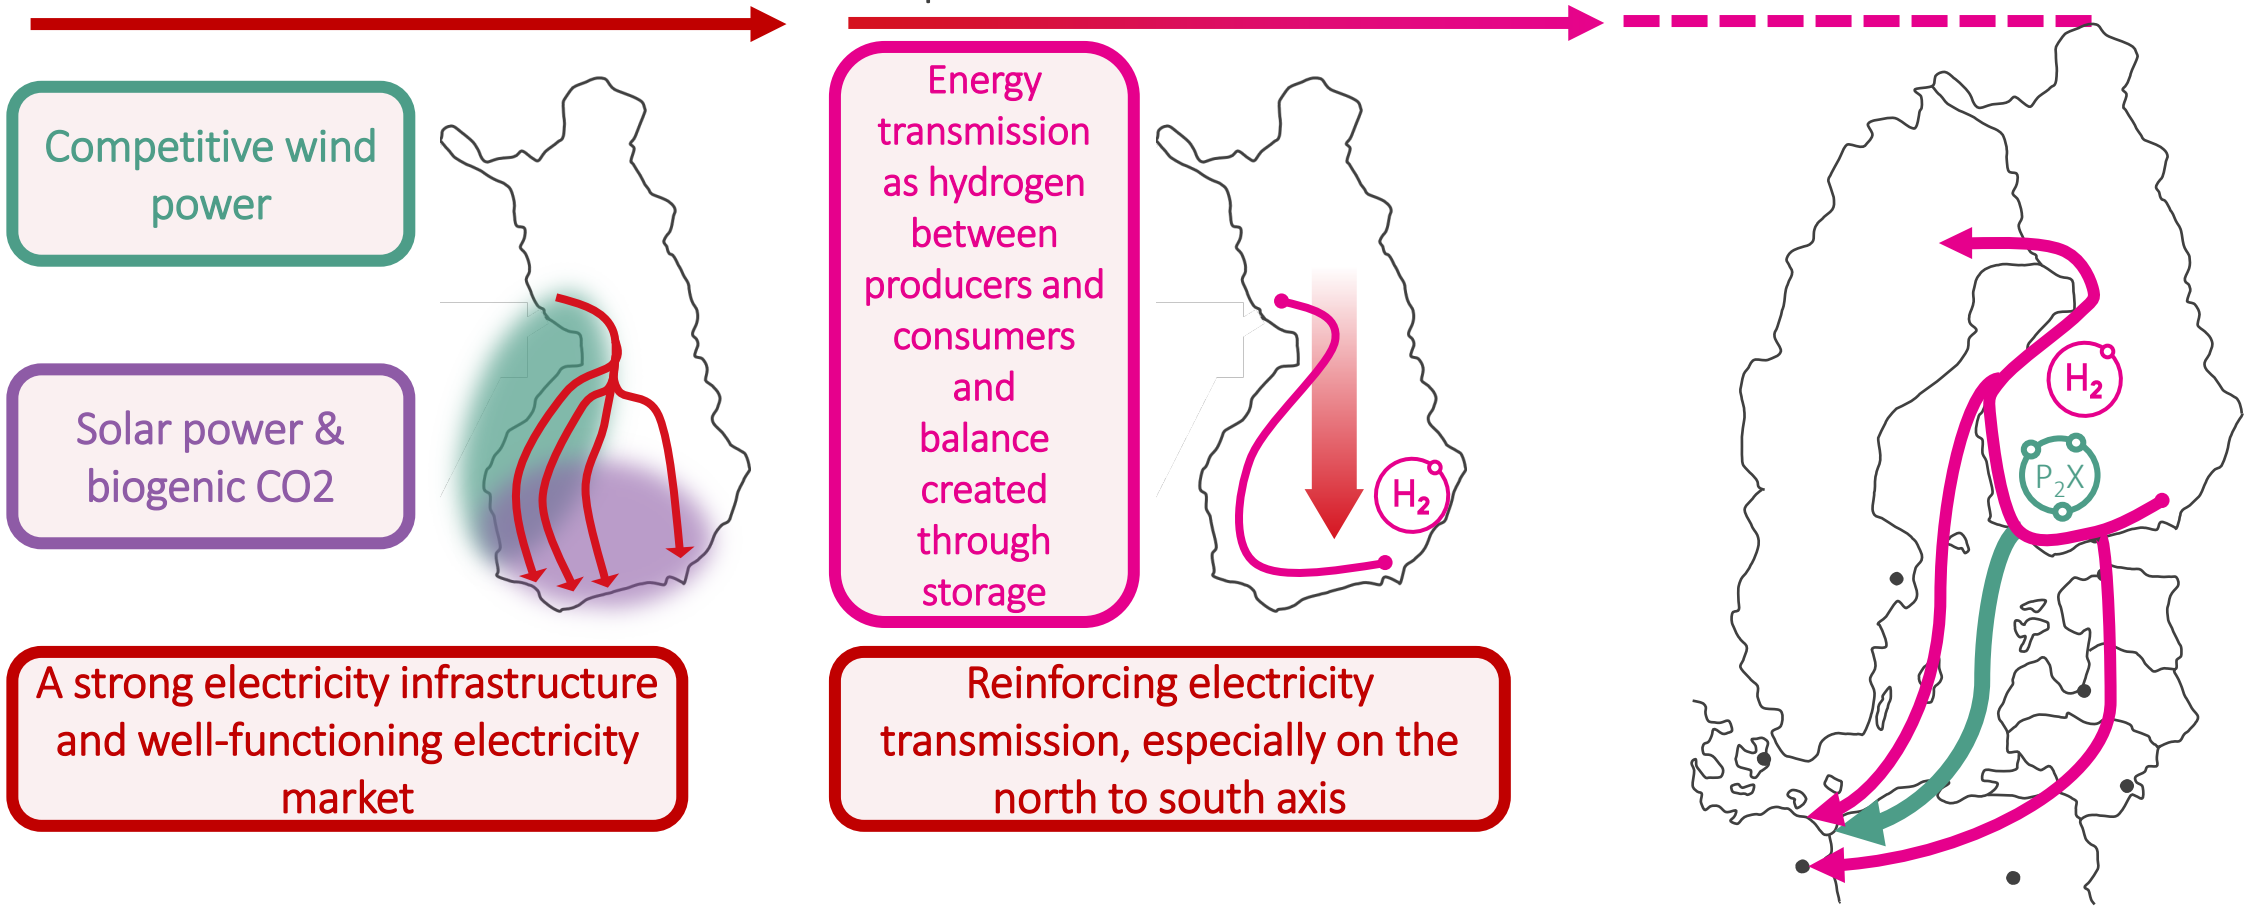 Competitive wind
power
Solar power &
biogenic CO2
A strong electricity infrastructure
and well-functioning electricity
market
Energy
transmission
as hydrogen
between
producers and
consumers
and
balance
created
through
storage
H2
Reinforcing electricity
transmission, especially on the
north to south axis
H2
P2X